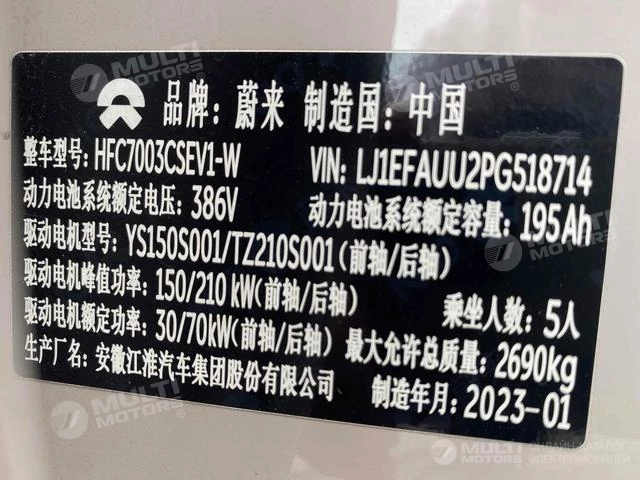 MULTI
MOTORS
MULTI
MOTORS
品牌: 蔚来 制造国: 中国
整车型号: HFC7003CSEV1-W VIN: LJ1EFAUU2PG518714
动力电池系统额定电压: 386V 动力电池系统额定容量: 195Ah
驱动电机型号: YS150S001/TZ210S001(前轴/后轴)
驱动电机峰值功率: 150/210kW(前轴/后轴) 乘坐人数: 5人
驱动电机额定功率: 30/70kW(前轴/后轴) 最大允许总质量: 2690kg
生产厂名: 安徽江淮汽车集团股份有限公司 制造年月: 2023-01
MULTI
MOTORS
MULTI
MOTORS
ОНЛАЙН-КАТАЛОГ
ЭЛЕКТРОМОБИЛЕЙ